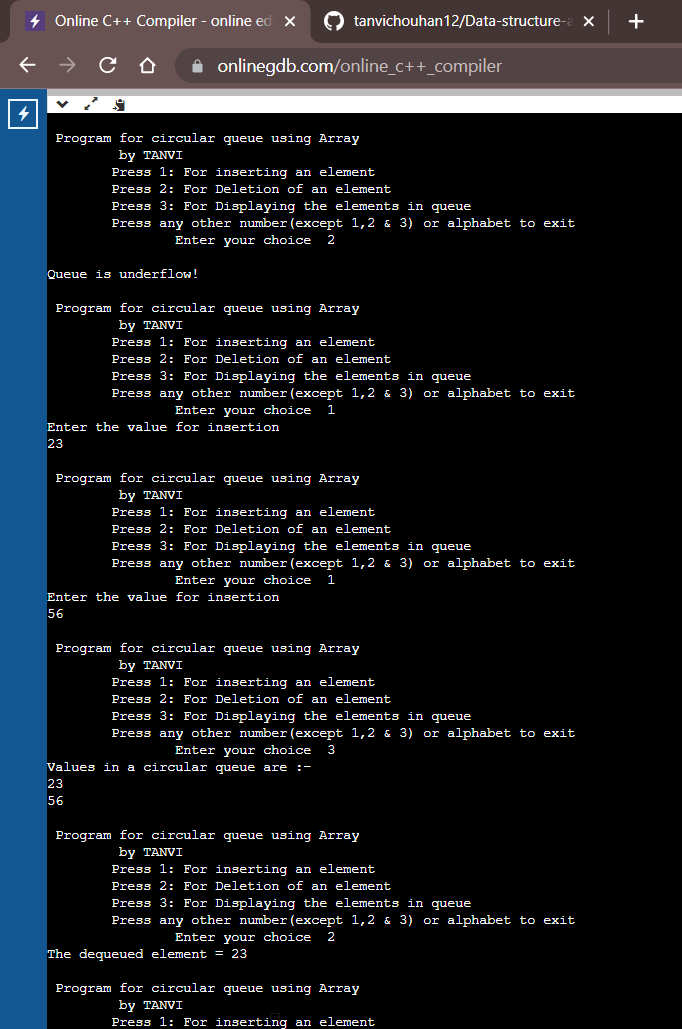 Online C++ Compiler - online ed
tanvichouhan12/Data-structure-a
onlinegdb.com/online_c++_compiler
Program for circular queue using Array
by TANVI
Press 1: For inserting an element
Press 2: For Deletion of an element
Press 3: For Displaying the elements in queue
Press any other number(except 1,2 & 3) or alphabet to exit
Enter your choice  2
Queue is underflow!
Program for circular queue using Array
by TANVI
Press 1: For inserting an element
Press 2: For Deletion of an element
Press 3: For Displaying the elements in queue
Press any other number(except 1,2 & 3) or alphabet to exit
Enter your choice  1
Enter the value for insertion
23
Program for circular queue using Array
by TANVI
Press 1: For inserting an element
Press 2: For Deletion of an element
Press 3: For Displaying the elements in queue
Press any other number(except 1,2 & 3) or alphabet to exit
Enter your choice  1
Enter the value for insertion
56
Program for circular queue using Array
by TANVI
Press 1: For inserting an element
Press 2: For Deletion of an element
Press 3: For Displaying the elements in queue
Press any other number(except 1,2 & 3) or alphabet to exit
Enter your choice  3
Values in a circular queue are :-
23
56
Program for circular queue using Array
by TANVI
Press 1: For inserting an element
Press 2: For Deletion of an element
Press 3: For Displaying the elements in queue
Press any other number(except 1,2 & 3) or alphabet to exit
Enter your choice  2
The dequeued element = 23
Program for circular queue using Array
by TANVI
Press 1: For inserting an element